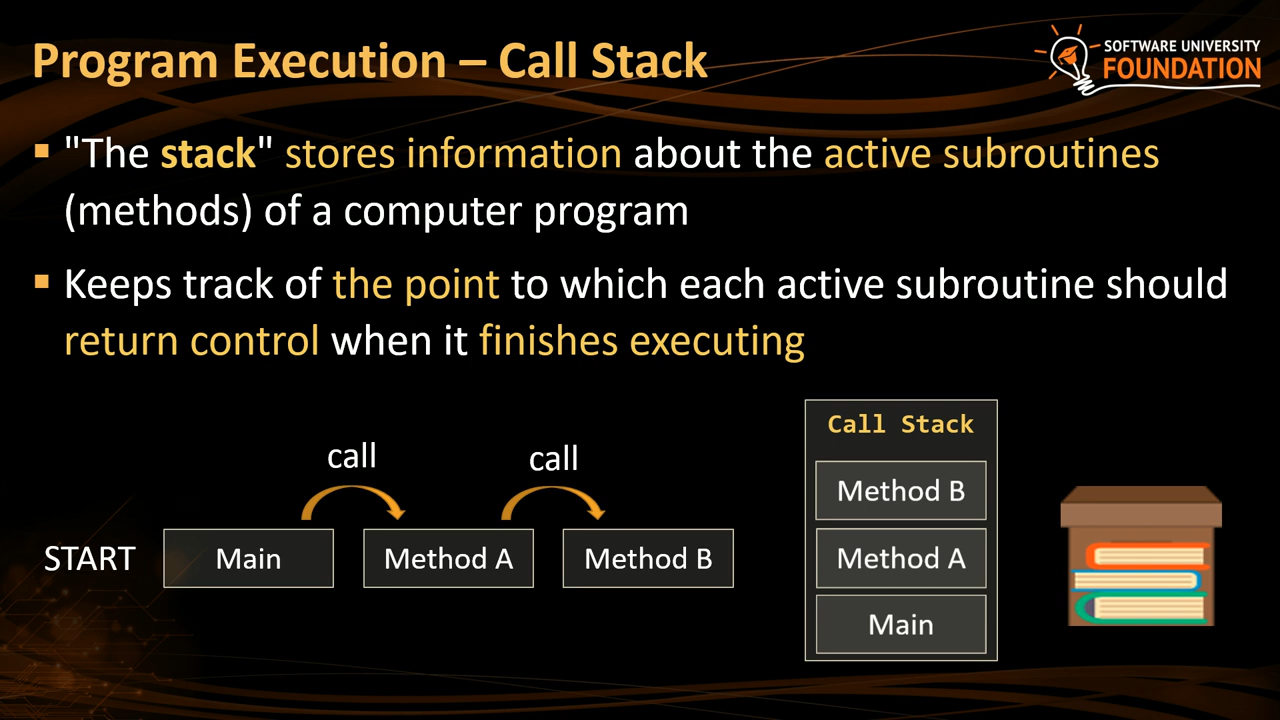 Program Execution – Call Stack
SOFTWARE UNIVERSITY
FOUNDATION
▪ "The stack" stores information about the active subroutines
(methods) of a computer program
▪ Keeps track of the point to which each active subroutine should
return control when it finishes executing
call
call
START
Main
Method A
Method B
Call Stack
Method B
Method A
Main